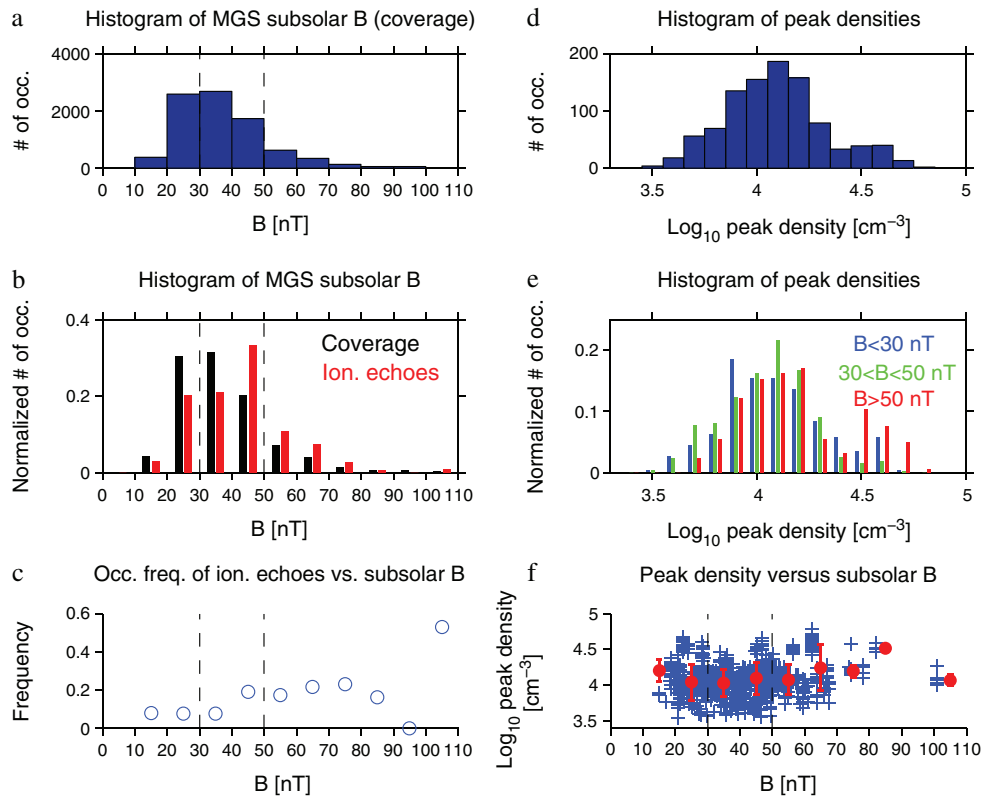 a
Histogram of MGS subsolar B (coverage)
# of occ.
4000
2000
0
0 10 20 30 40 50 60 70 80 90 100 110
B [nT]
d
Histogram of peak densities
# of occ.
200
100
0
3.5 4 4.5 5
Log10 peak density [cm−3]
b
Histogram of MGS subsolar B
Normalized # of occ.
0.4
0.2
0
Coverage
Ion. echoes
0 10 20 30 40 50 60 70 80 90 100 110
B [nT]
e
Histogram of peak densities
Normalized # of occ.
0.2
0.1
0
B<30 nT
30<B<50 nT
B>50 nT
3.5 4 4.5 5
Log10 peak density [cm−3]
c
Occ. freq. of ion. echoes vs. subsolar B
Frequency
0.6
0.4
0.2
0
0 10 20 30 40 50 60 70 80 90 100 110
B [nT]
f
Peak density versus subsolar B
Log10 peak density
[cm−3]
5
4.5
4
3.5
0 10 20 30 40 50 60 70 80 90 100 110
B [nT]